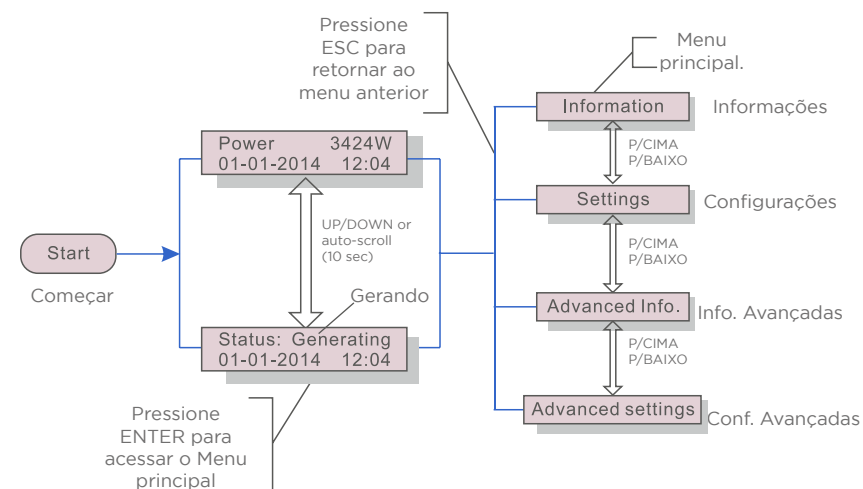 Pressione
ESC para
retornar ao
menu anterior
Menu
principal.
Information
Informações
P/CIMA
P/BAIXO
Power 3424W
01-01-2014 12:04
Settings
Configurações
UP/DOWN or
auto-scroll
(10 sec)
P/CIMA
P/BAIXO
Start
Começar
Gerando
Advanced Info.
Info. Avançadas
Status: Generating
01-01-2014 12:04
P/CIMA
P/BAIXO
Advanced settings
Conf. Avançadas
Pressione
ENTER para
acessar o Menu
principal